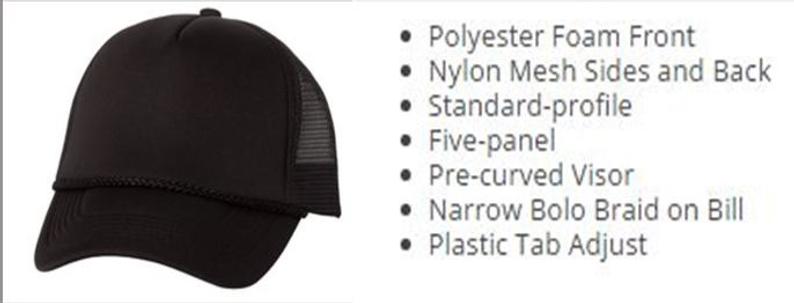 Polyester Foam Front
Nylon Mesh Sides and Back
Standard-profile
Five-panel
Pre-curved Visor
Narrow Bolo Braid on Bill
Plastic Tab Adjust